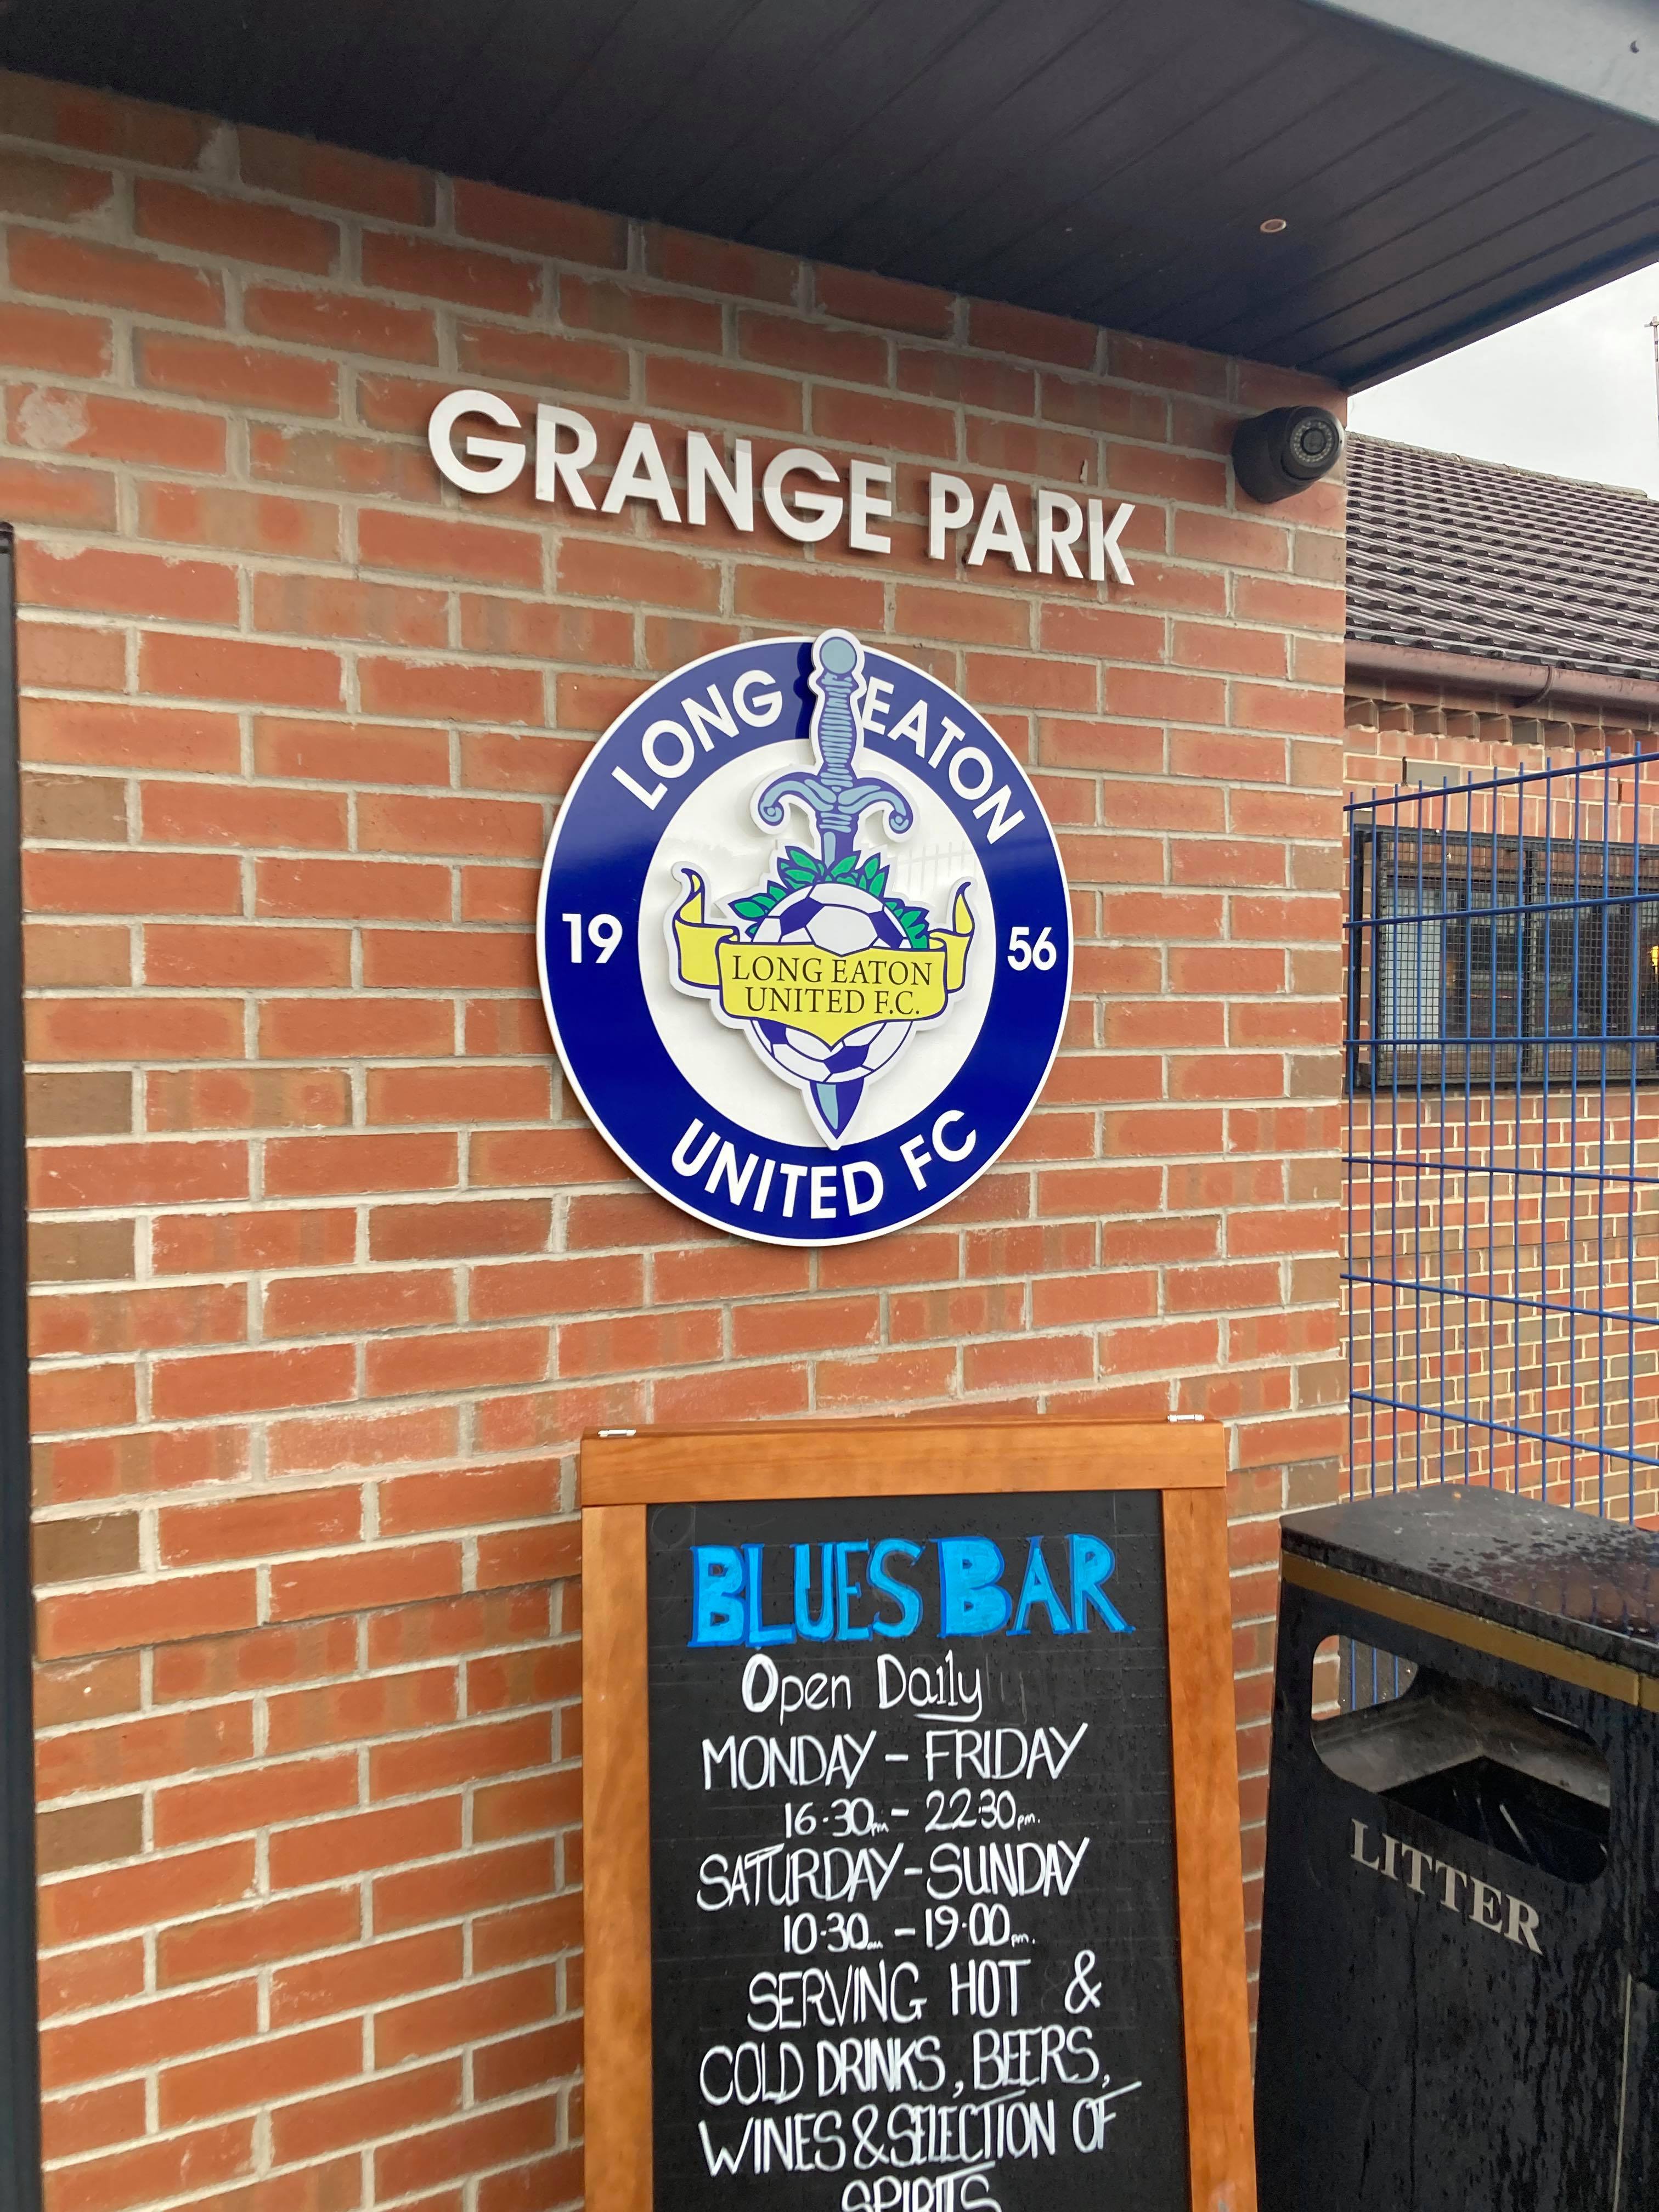 GRANGE PARK
LONG EATON
19 56
LONG EATON
UNITED F.C.
UNITED FC
BLUES BAR
Open Daily
MONDAY - FRIDAY
16.30pm - 22.30pm.
SATURDAY - SUNDAY
10.30am - 19.00pm.
SERVING HOT &
COLD DRINKS, BEERS,
WINES & SELECTION OF
SPIRITS
LITTER